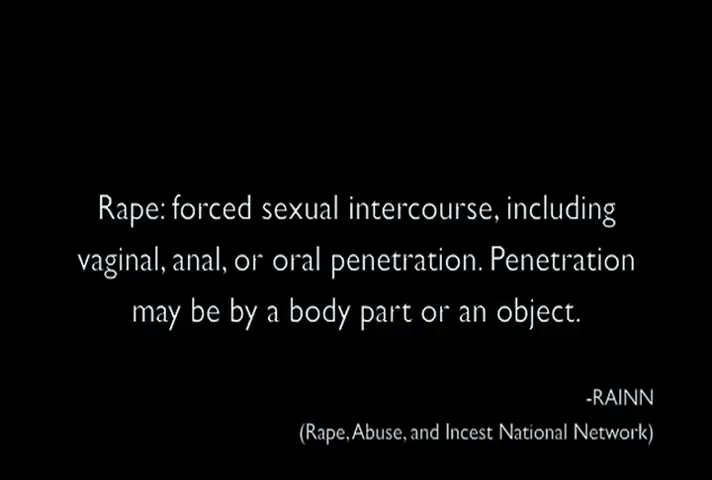 Rape: forced sexual intercourse, including
vaginal, anal, or oral penetration. Penetration
may be by a body part or an object.
-RAINN
(Rape, Abuse, and Incest National Network)